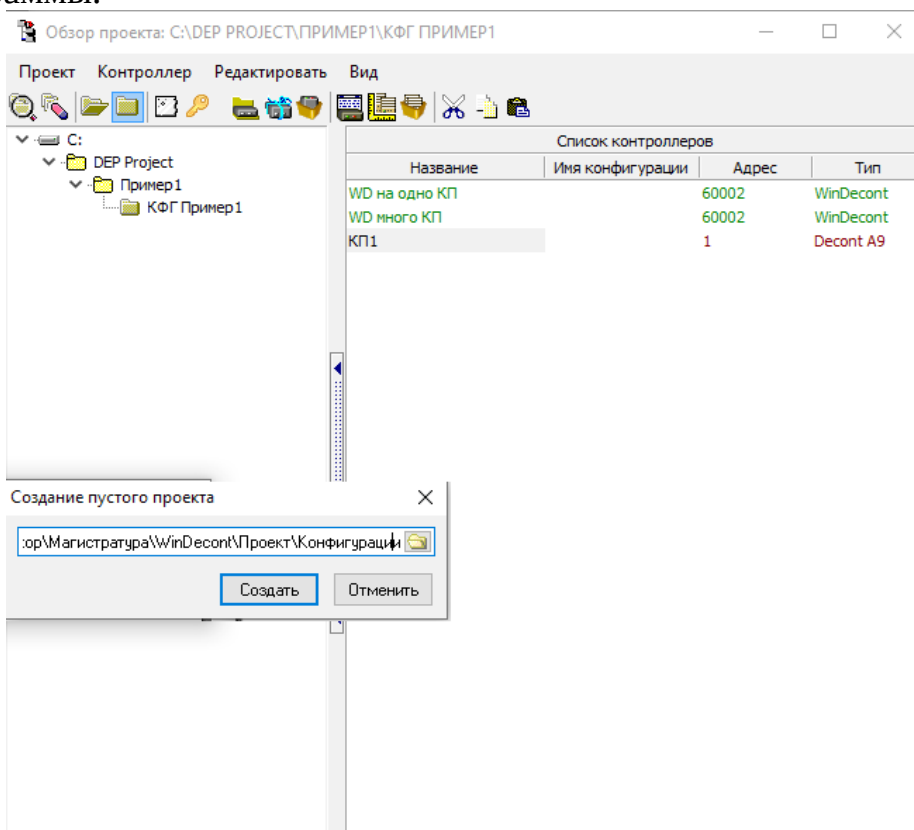 Обзор проекта: C:\DEP PROJECT\ПРИМЕР1\КФГ ПРИМЕР1
Проект Контроллер Редактировать Вид
C:
DEP Project
Пример1
КФГ Пример1
Список контроллеров
Название Имя конфигурации Адрес Тип
WD на одно КП 60002 WinDecont
WD много КП 60002 WinDecont
КП1 1 Decont A9
Создание пустого проекта
:ор\Магистратура\WinDecont\Проект\Конфигурации
Создать Отменить